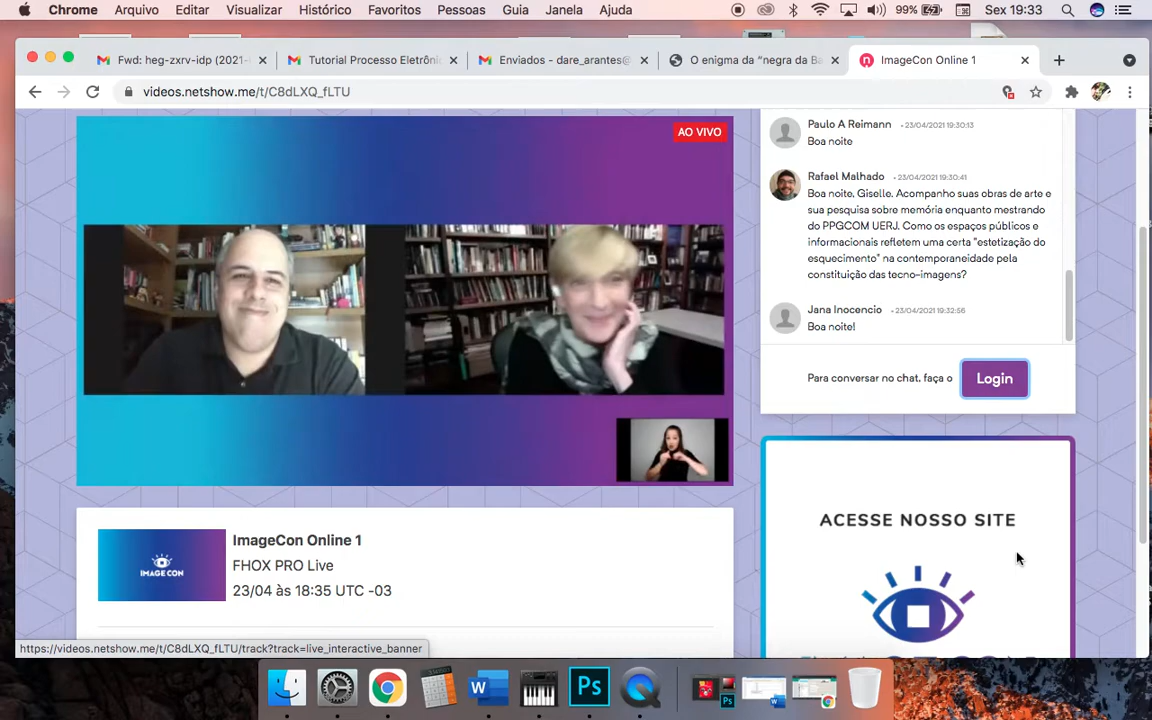 Chrome Arquivo Editar Visualizar Histórico Favoritos Pessoas Guia Janela Ajuda 99% Sex 19:33
Fwd: heg-zxrv-idp (2021- Tutorial Processo Eletrôni Enviados - dare_arantes@ O enigma da “negra da Ba ImageCon Online 1
videos.netshow.me/t/C8dLXQ_fLTU
AO VIVO
Paulo A Reimann • 23/04/2021 19:30:13
Boa noite
Rafael Malhado • 23/04/2021 19:30:41
Boa noite, Giselle. Acompanho suas obras de arte e
sua pesquisa sobre memória enquanto mestrando
do PPGCOM UERJ. Como os espaços públicos e
informacionais refletem uma certa "estetização do
esquecimento" na contemporaneidade pela
constituição das tecno-imagens?
Jana Inocencio • 23/04/2021 19:32:56
Boa noite!
Para conversar no chat, faça o Login
IMAGE CON
ImageCon Online 1
FHOX PRO Live
23/04 às 18:35 UTC -03
ACESSE NOSSO SITE
https://videos.netshow.me/t/C8dLXQ_fLTU/track?track=live_interactive_banner
W
Ps